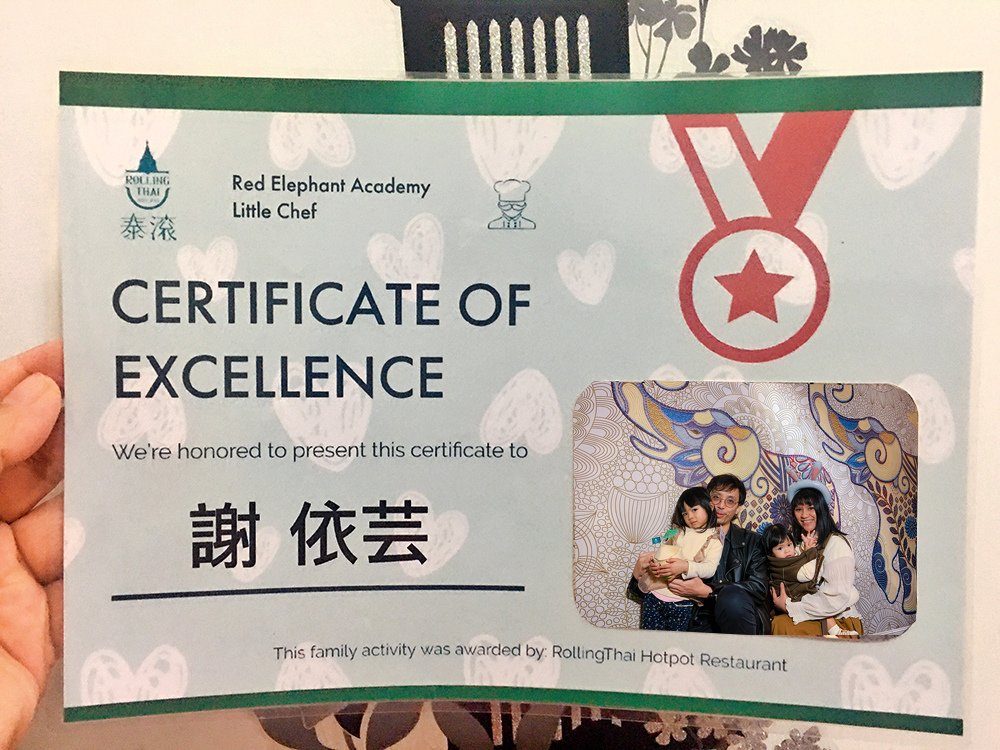 ROLLING
THAI
泰滾
Red Elephant Academy
Little Chef
CERTIFICATE OF
EXCELLENCE
We're honored to present this certificate to
謝 依芸
This family activity was awarded by: RollingThai Hotpot Restaurant